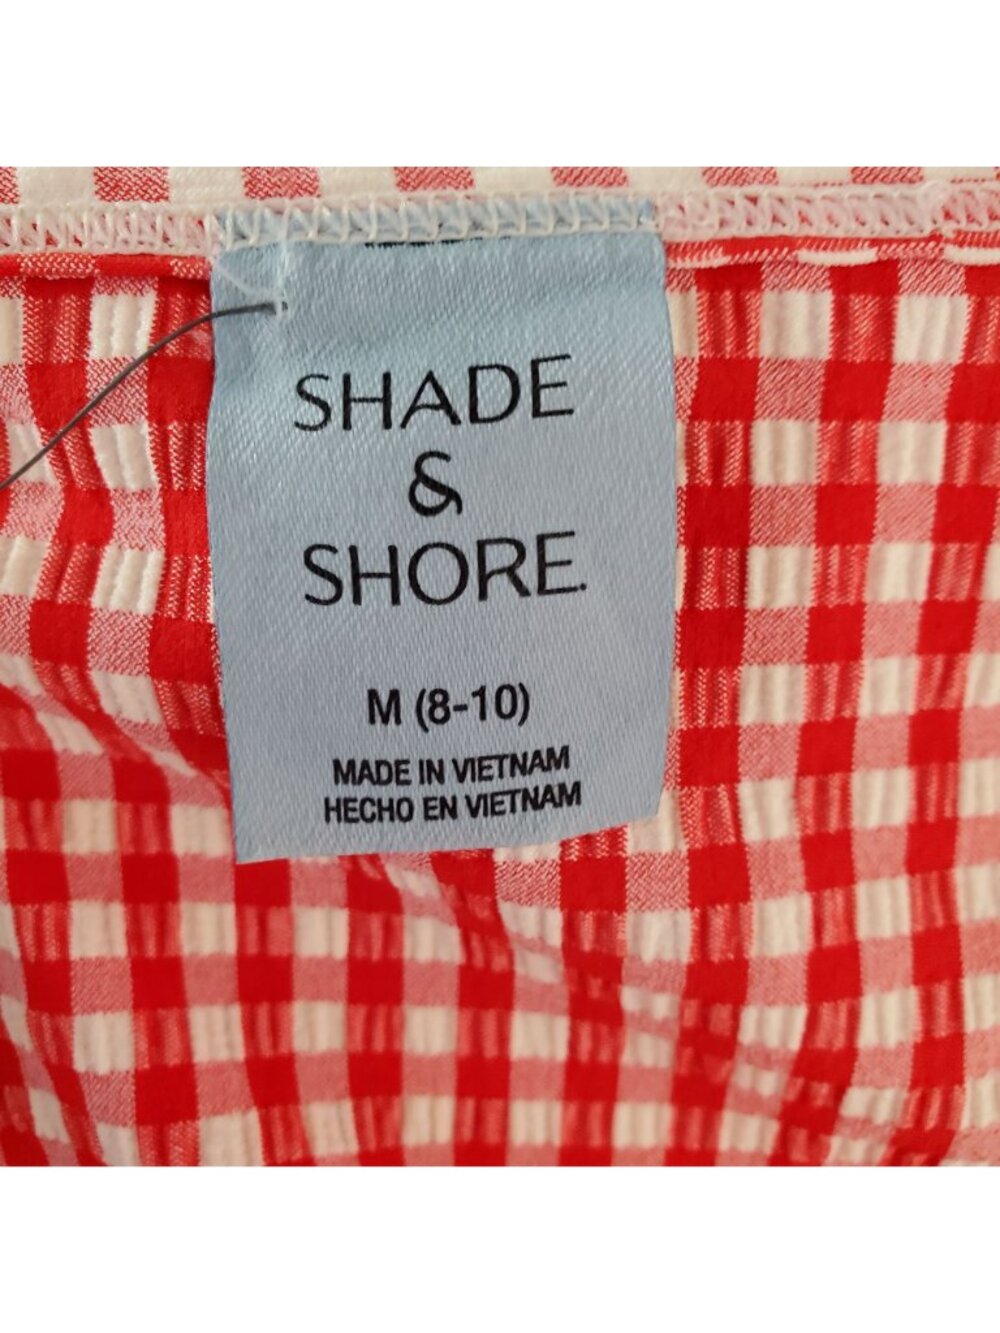 SHADE
&
SHORE.
M (8-10)
MADE IN VIETNAM
HECHO EN VIETNAM